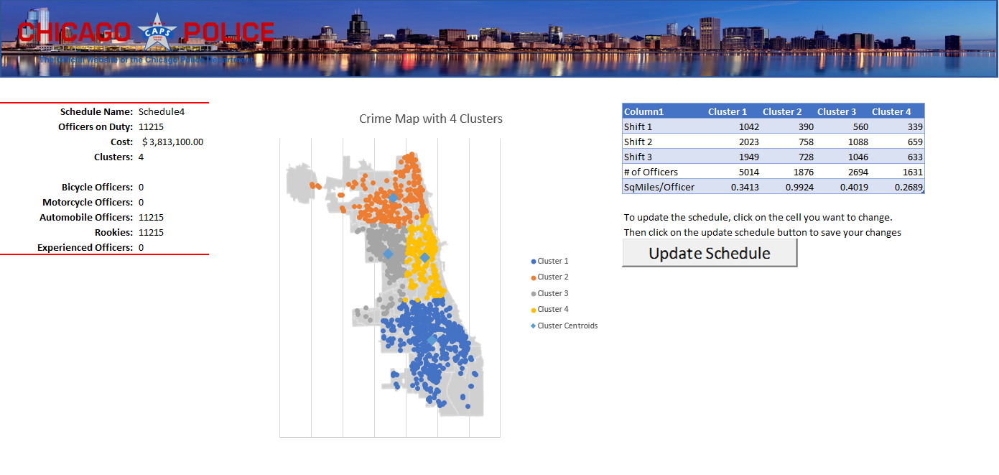 CHICAGO CAPS POLICE
The Official Website of the Chicago Police Department
Schedule Name: Schedule4
Officers on Duty: 11215
Cost: $ 3,813,100.00
Clusters: 4
Bicycle Officers: 0
Motorcycle Officers: 0
Automobile Officers: 11215
Rookies: 11215
Experienced Officers: 0
Crime Map with 4 Clusters
Cluster 1
Cluster 2
Cluster 3
Cluster 4
Cluster Centroids
Column1 Cluster 1 Cluster 2 Cluster 3 Cluster 4
Shift 1 1042 390 560 339
Shift 2 2023 758 1088 659
Shift 3 1949 728 1046 633
# of Officers 5014 1876 2694 1631
SqMiles/Officer 0.3413 0.9924 0.4019 0.2689
To update the schedule, click on the cell you want to change.
Then click on the update schedule button to save your changes
Update Schedule